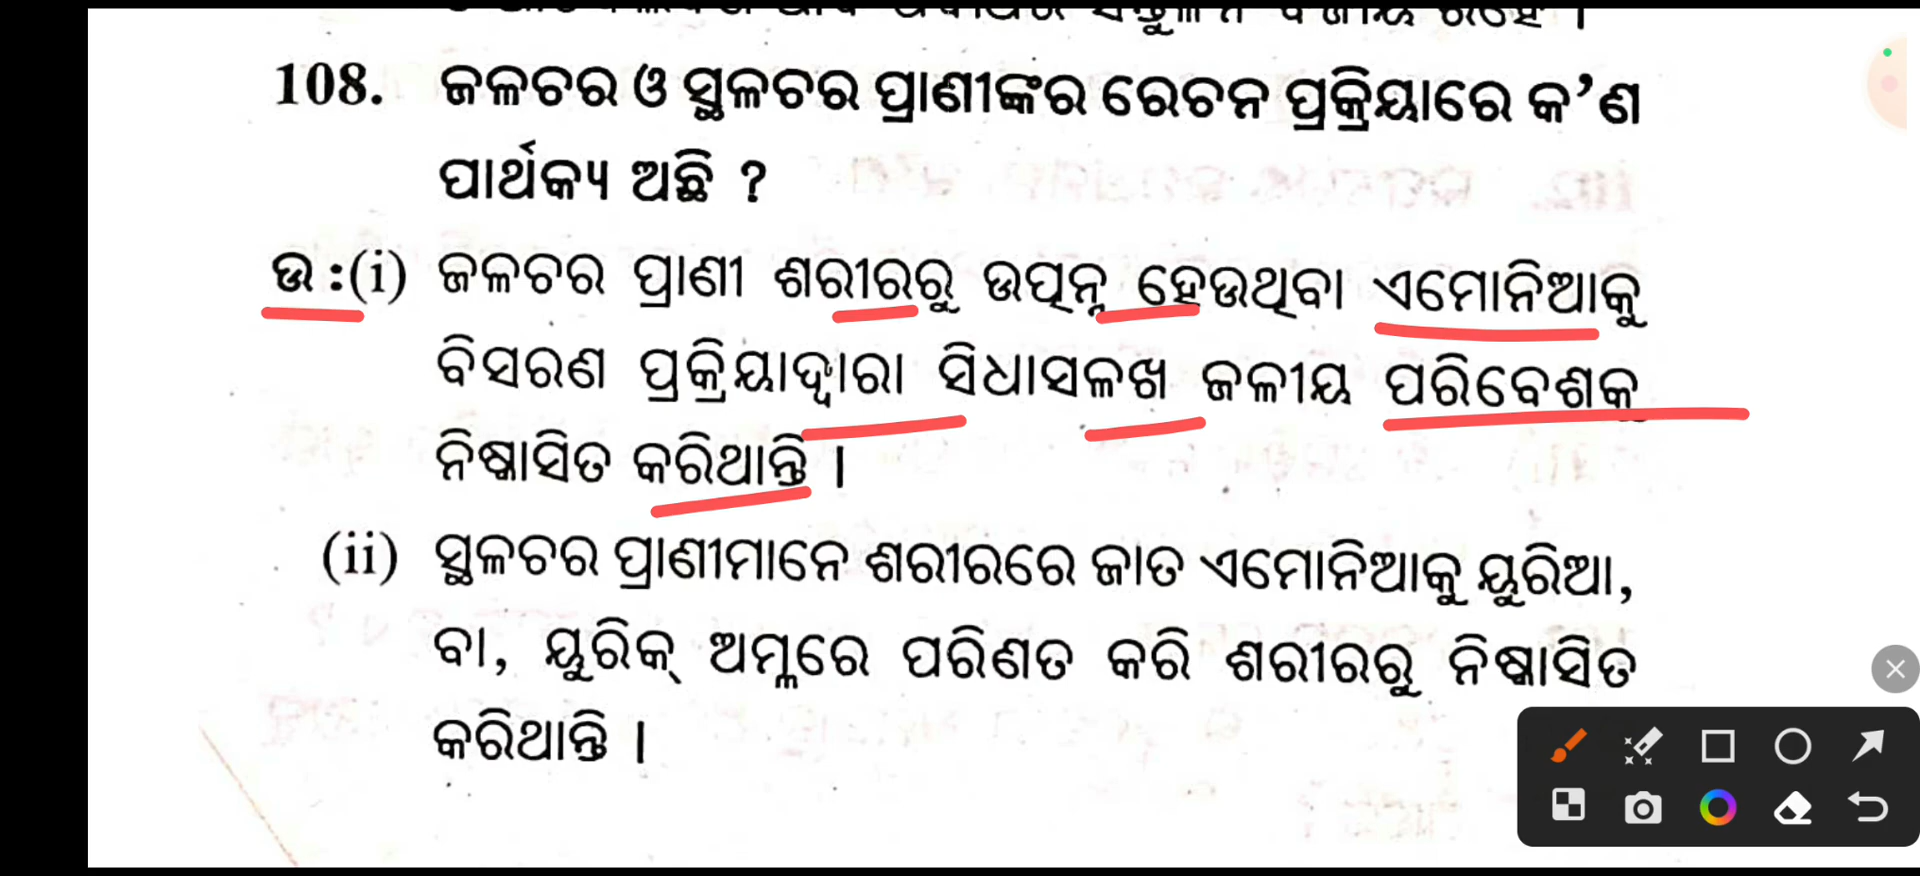 108. ଜଳଚର ଓ ସ୍ଥଳଚର ପ୍ରାଣୀଙ୍କର ରେଚନ ପ୍ରକ୍ରିୟାରେ କ'ଣ
ପାର୍ଥକ୍ୟ ଅଛି ?
ଉ :(i) ଜଳଚର ପ୍ରାଣୀ ଶରୀରରୁ ଉତ୍ପନ୍ନ ହେଉଥିବା ଏମୋନିଆକୁ
ବିସରଣ ପ୍ରକ୍ରିୟାଦ୍ୱାରା ସିଧାସଳଖ ଜଳୀୟ ପରିବେଶକୁ
ନିଷ୍କାସିତ କରିଥାନ୍ତି ।
(ii) ସ୍ଥଳଚର ପ୍ରାଣୀମାନେ ଶରୀରରେ ଜାତ ଏମୋନିଆକୁ ୟୁରିଆ,
ବା, ୟୁରିକ୍ ଅମ୍ଳରେ ପରିଣତ କରି ଶରୀରରୁ ନିଷ୍କାସିତ
କରିଥାନ୍ତି ।